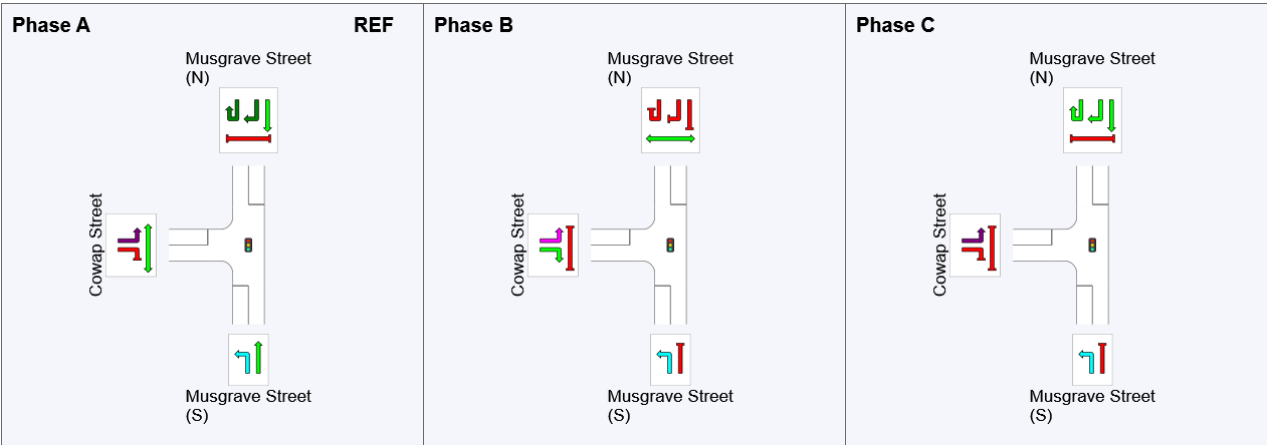 Phase A
REF
Musgrave Street
(N)
Cowap Street
Musgrave Street
(S)
Phase B
Musgrave Street
(N)
Cowap Street
Musgrave Street
(S)
Phase C
Musgrave Street
(N)
Cowap Street
Musgrave Street
(S)